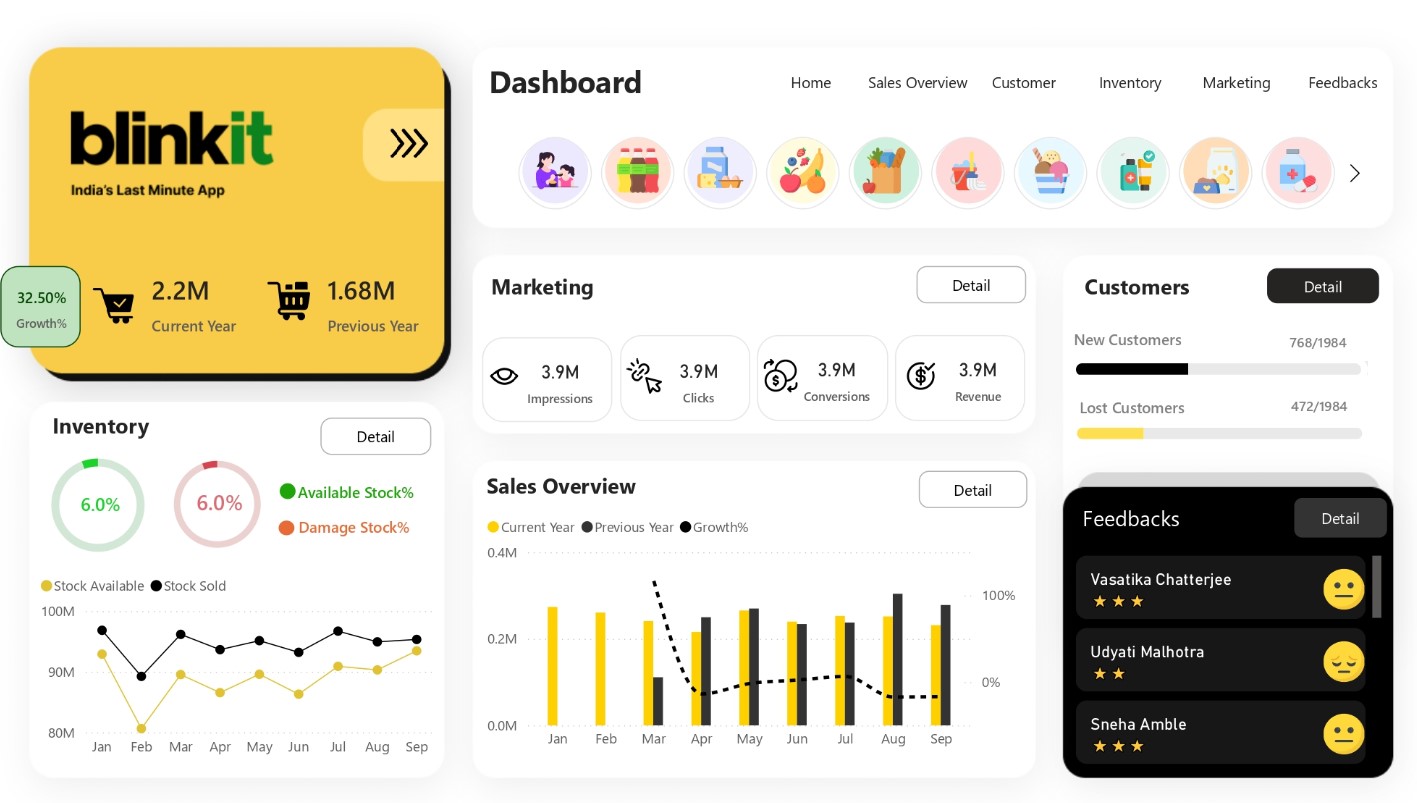 blinkit
India's Last Minute App
32.50%
Growth%
2.2M
Current Year
1.68M
Previous Year
Dashboard
Home
Sales Overview
Customer
Inventory
Marketing
Feedbacks
Marketing
Detail
3.9M
Impressions
3.9M
Clicks
3.9M
Conversions
3.9M
Revenue
Customers
Detail
New Customers
768/1984
Lost Customers
472/1984
Inventory
Detail
6.0%
6.0%
Available Stock%
Damage Stock%
Stock Available
Stock Sold
100M
90M
80M
Jan Feb Mar Apr May Jun Jul Aug Sep
Sales Overview
Detail
Current Year
Previous Year
Growth%
0.4M
0.2M
0.0M
100%
0%
Jan Feb Mar Apr May Jun Jul Aug Sep
Feedbacks
Detail
Vasatika Chatterjee
Udyati Malhotra
Sneha Amble